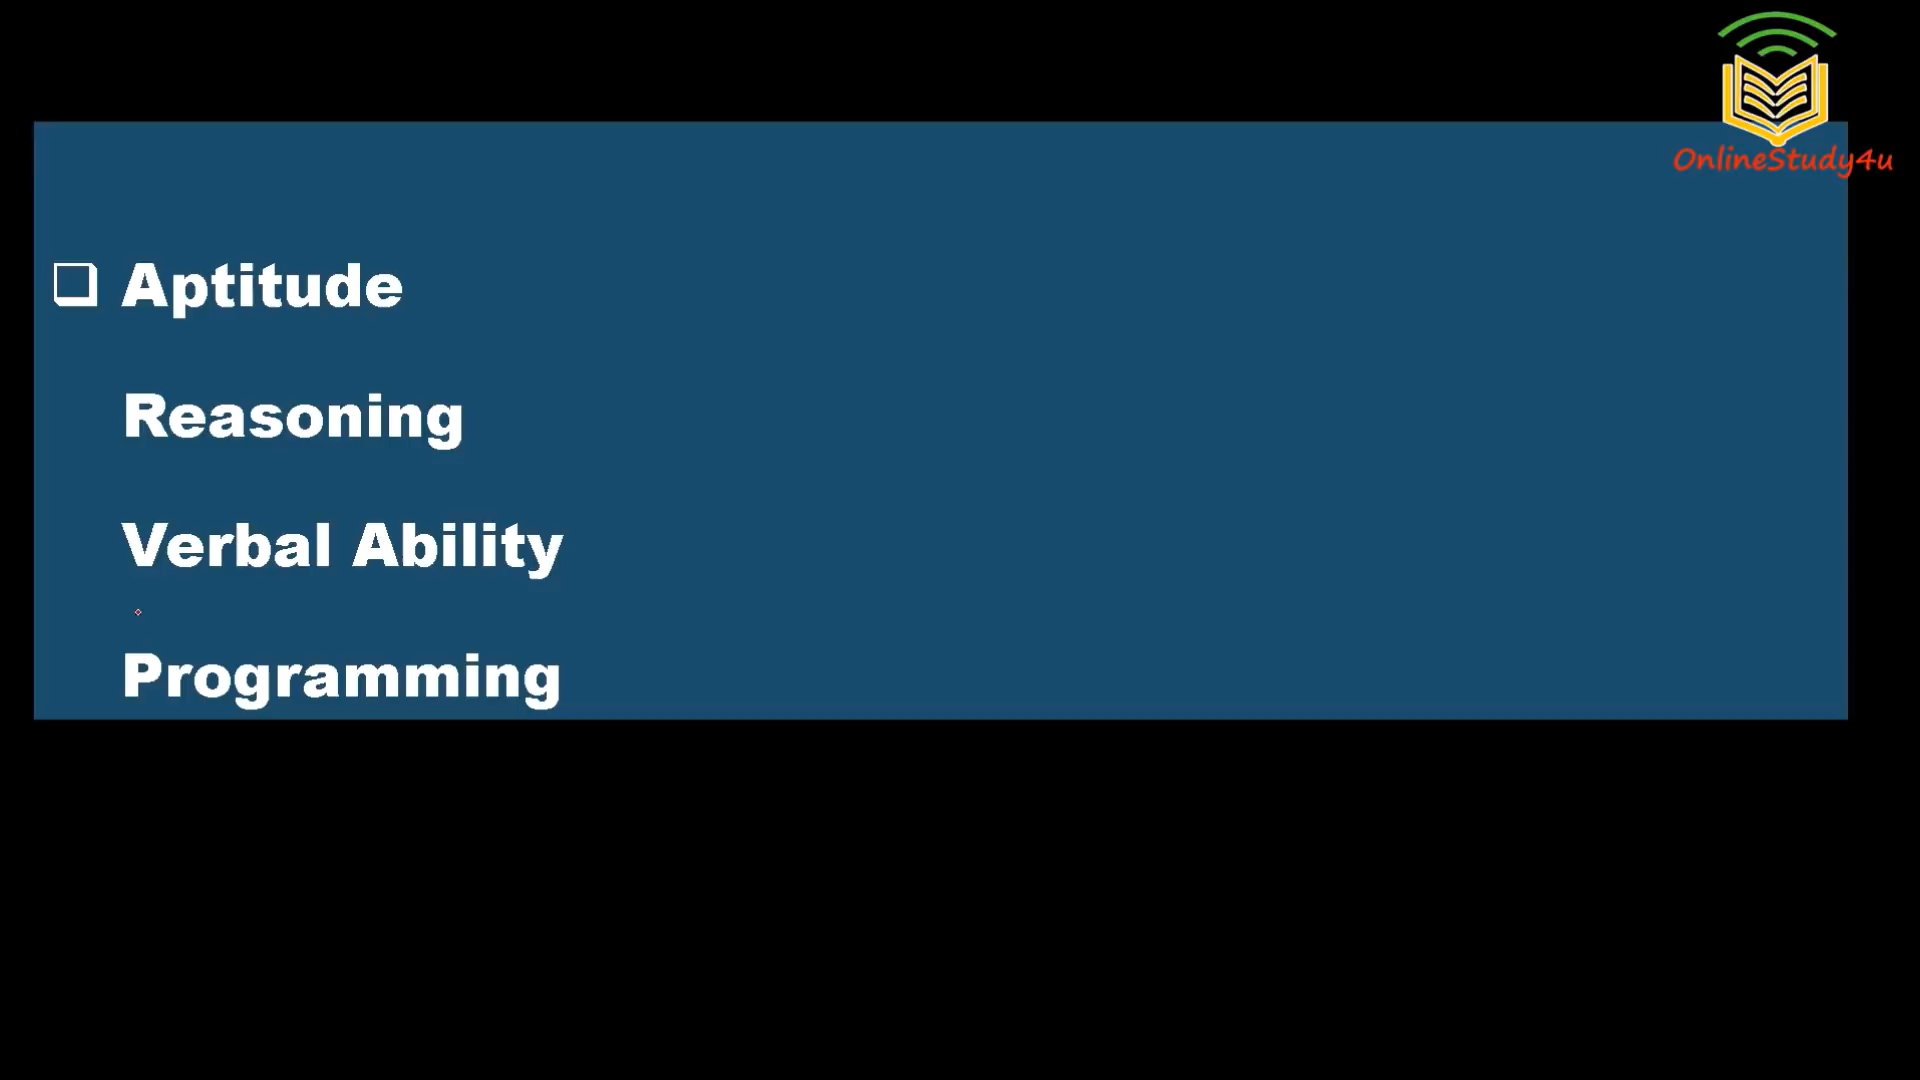 OnlineStudy4u
❑ Aptitude
Reasoning
Verbal Ability
Programming